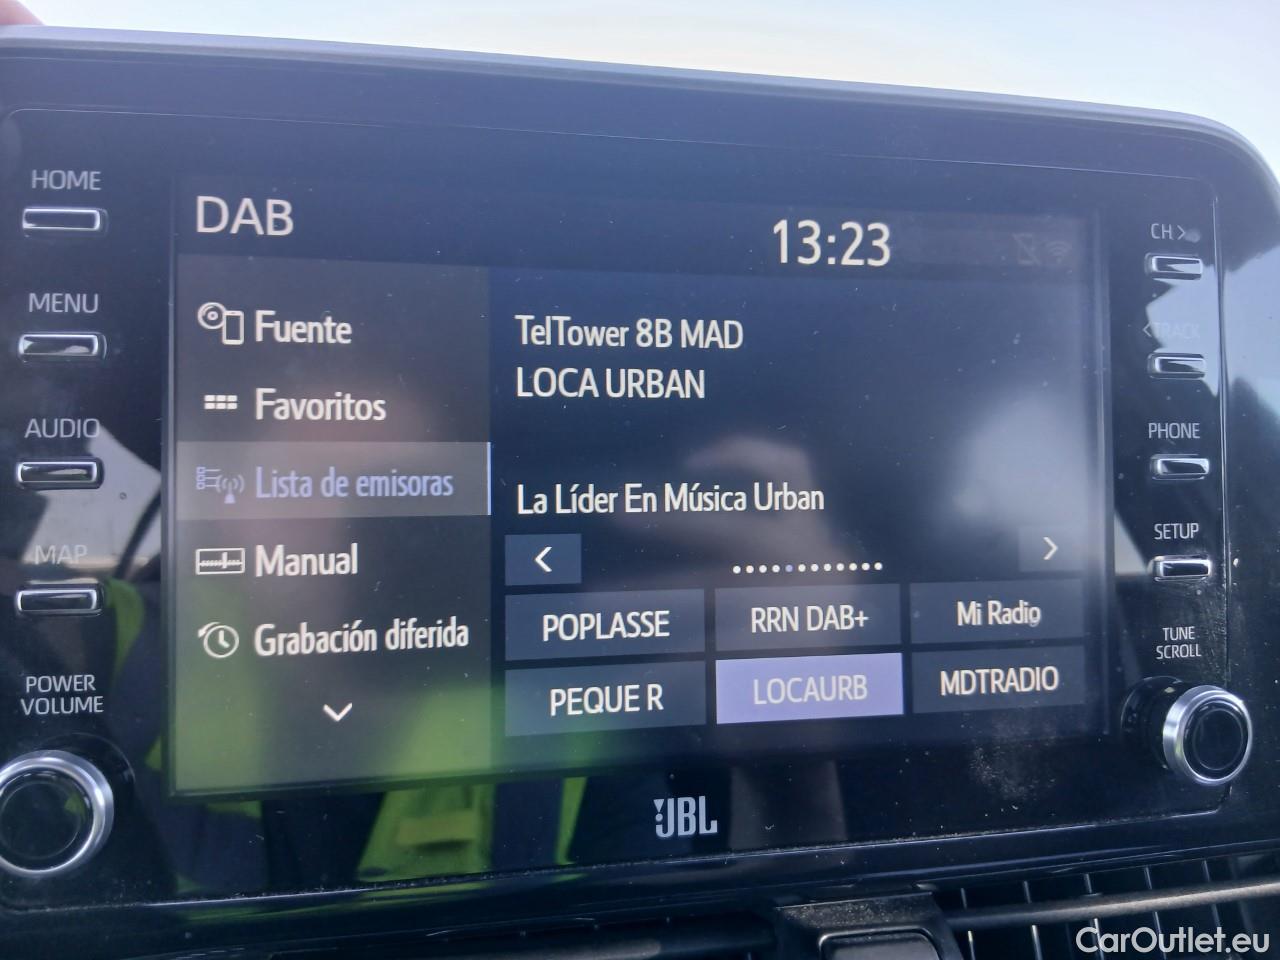 HOME
MENU
AUDIO
MAP
POWER
VOLUME
DAB
13:23
Fuente
Favoritos
Lista de emisoras
Manual
Grabación diferida
TelTower 8B MAD
LOCA URBAN
La Líder En Música Urban
<
>
POPLASSE
RRN DAB+
Mi Radio
PEQUE R
LOCAURB
MDTRADIO
CH >
< TRACK
PHONE
SETUP
TUNE
SCROLL
JBL
CarOutlet.eu